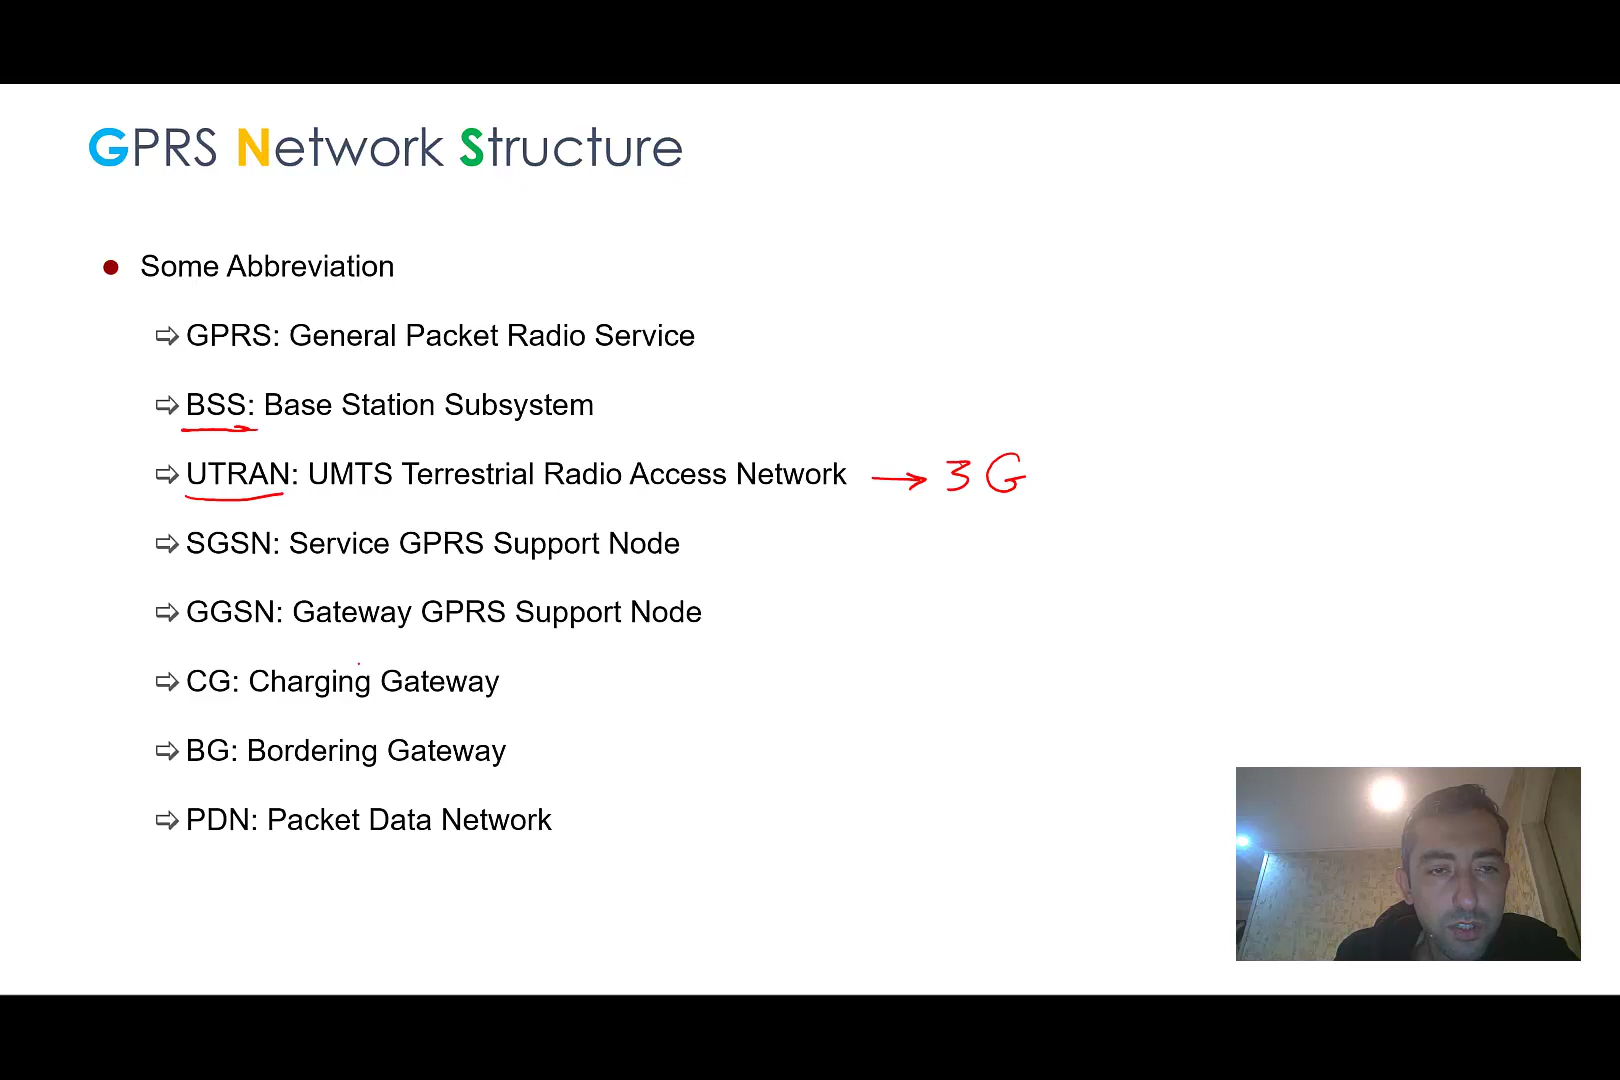 GPRS Network Structure
Some Abbreviation
GPRS: General Packet Radio Service
BSS: Base Station Subsystem
UTRAN: UMTS Terrestrial Radio Access Network → 3G
SGSN: Service GPRS Support Node
GGSN: Gateway GPRS Support Node
CG: Charging Gateway
BG: Bordering Gateway
PDN: Packet Data Network